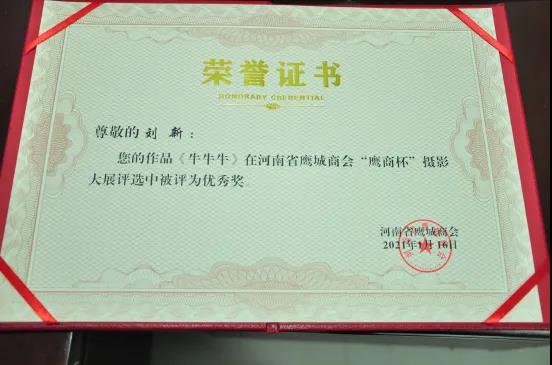 荣誉证书
HONORARY CREDENTIAL
尊敬的刘 新：
您的作品《牛牛牛》在河南省鹰城商会“鹰商杯”摄影
大展评选中被评为优秀奖。
河南省鹰城商会
2021年1月16日